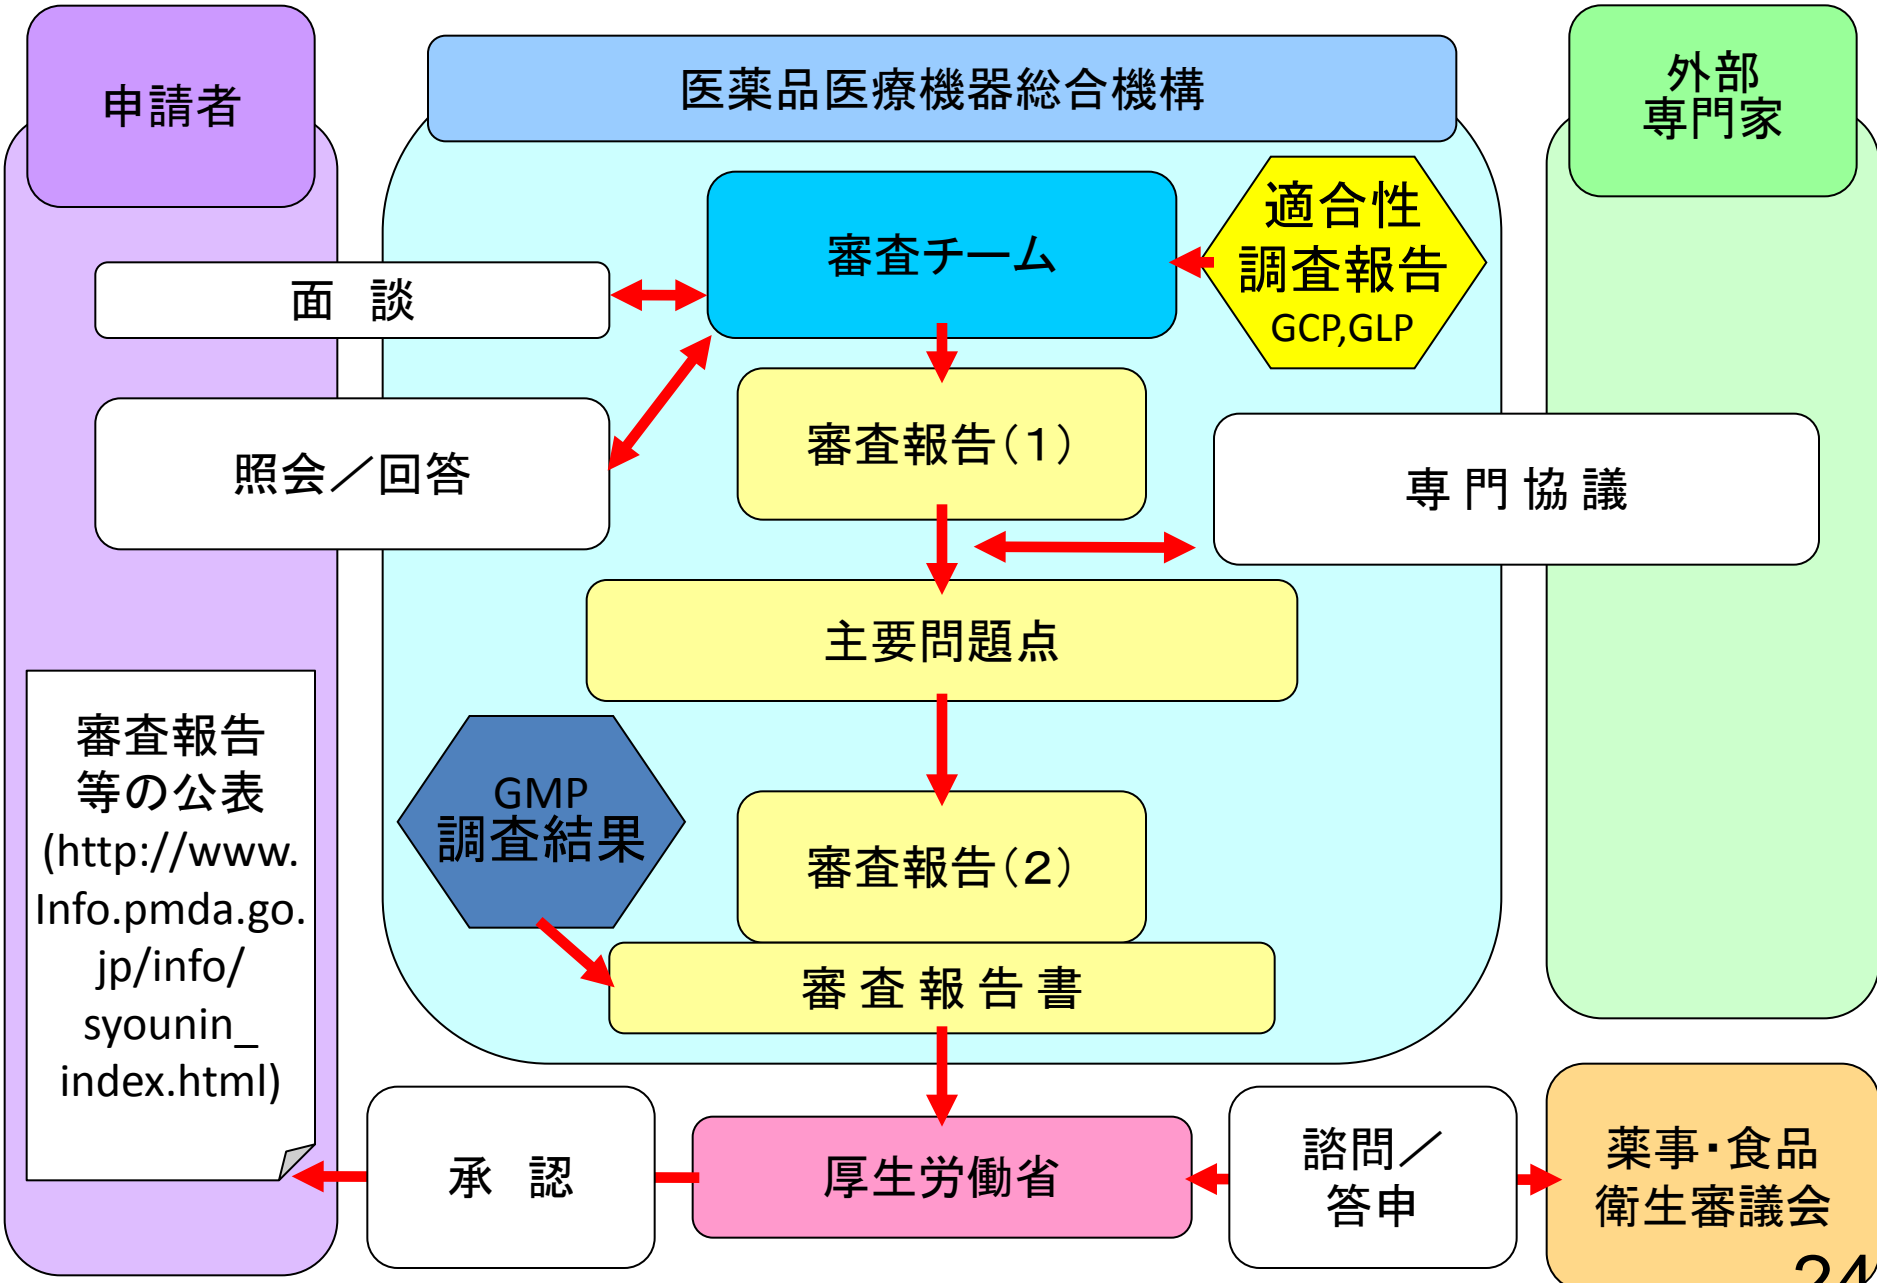 申請者
医薬品医療機器総合機構
外部
専門家
審査チーム
適合性
調査報告
GCP,GLP
面　談
審査報告（１）
照会／回答
専 門 協 議
主要問題点
審査報告
等の公表
(http://www.
Info.pmda.go.
jp/info/
syounin_
index.html)
GMP
調査結果
審査報告（２）
審 査 報 告 書
承　認
厚生労働省
諮問／
答申
薬事・食品
衛生審議会
24